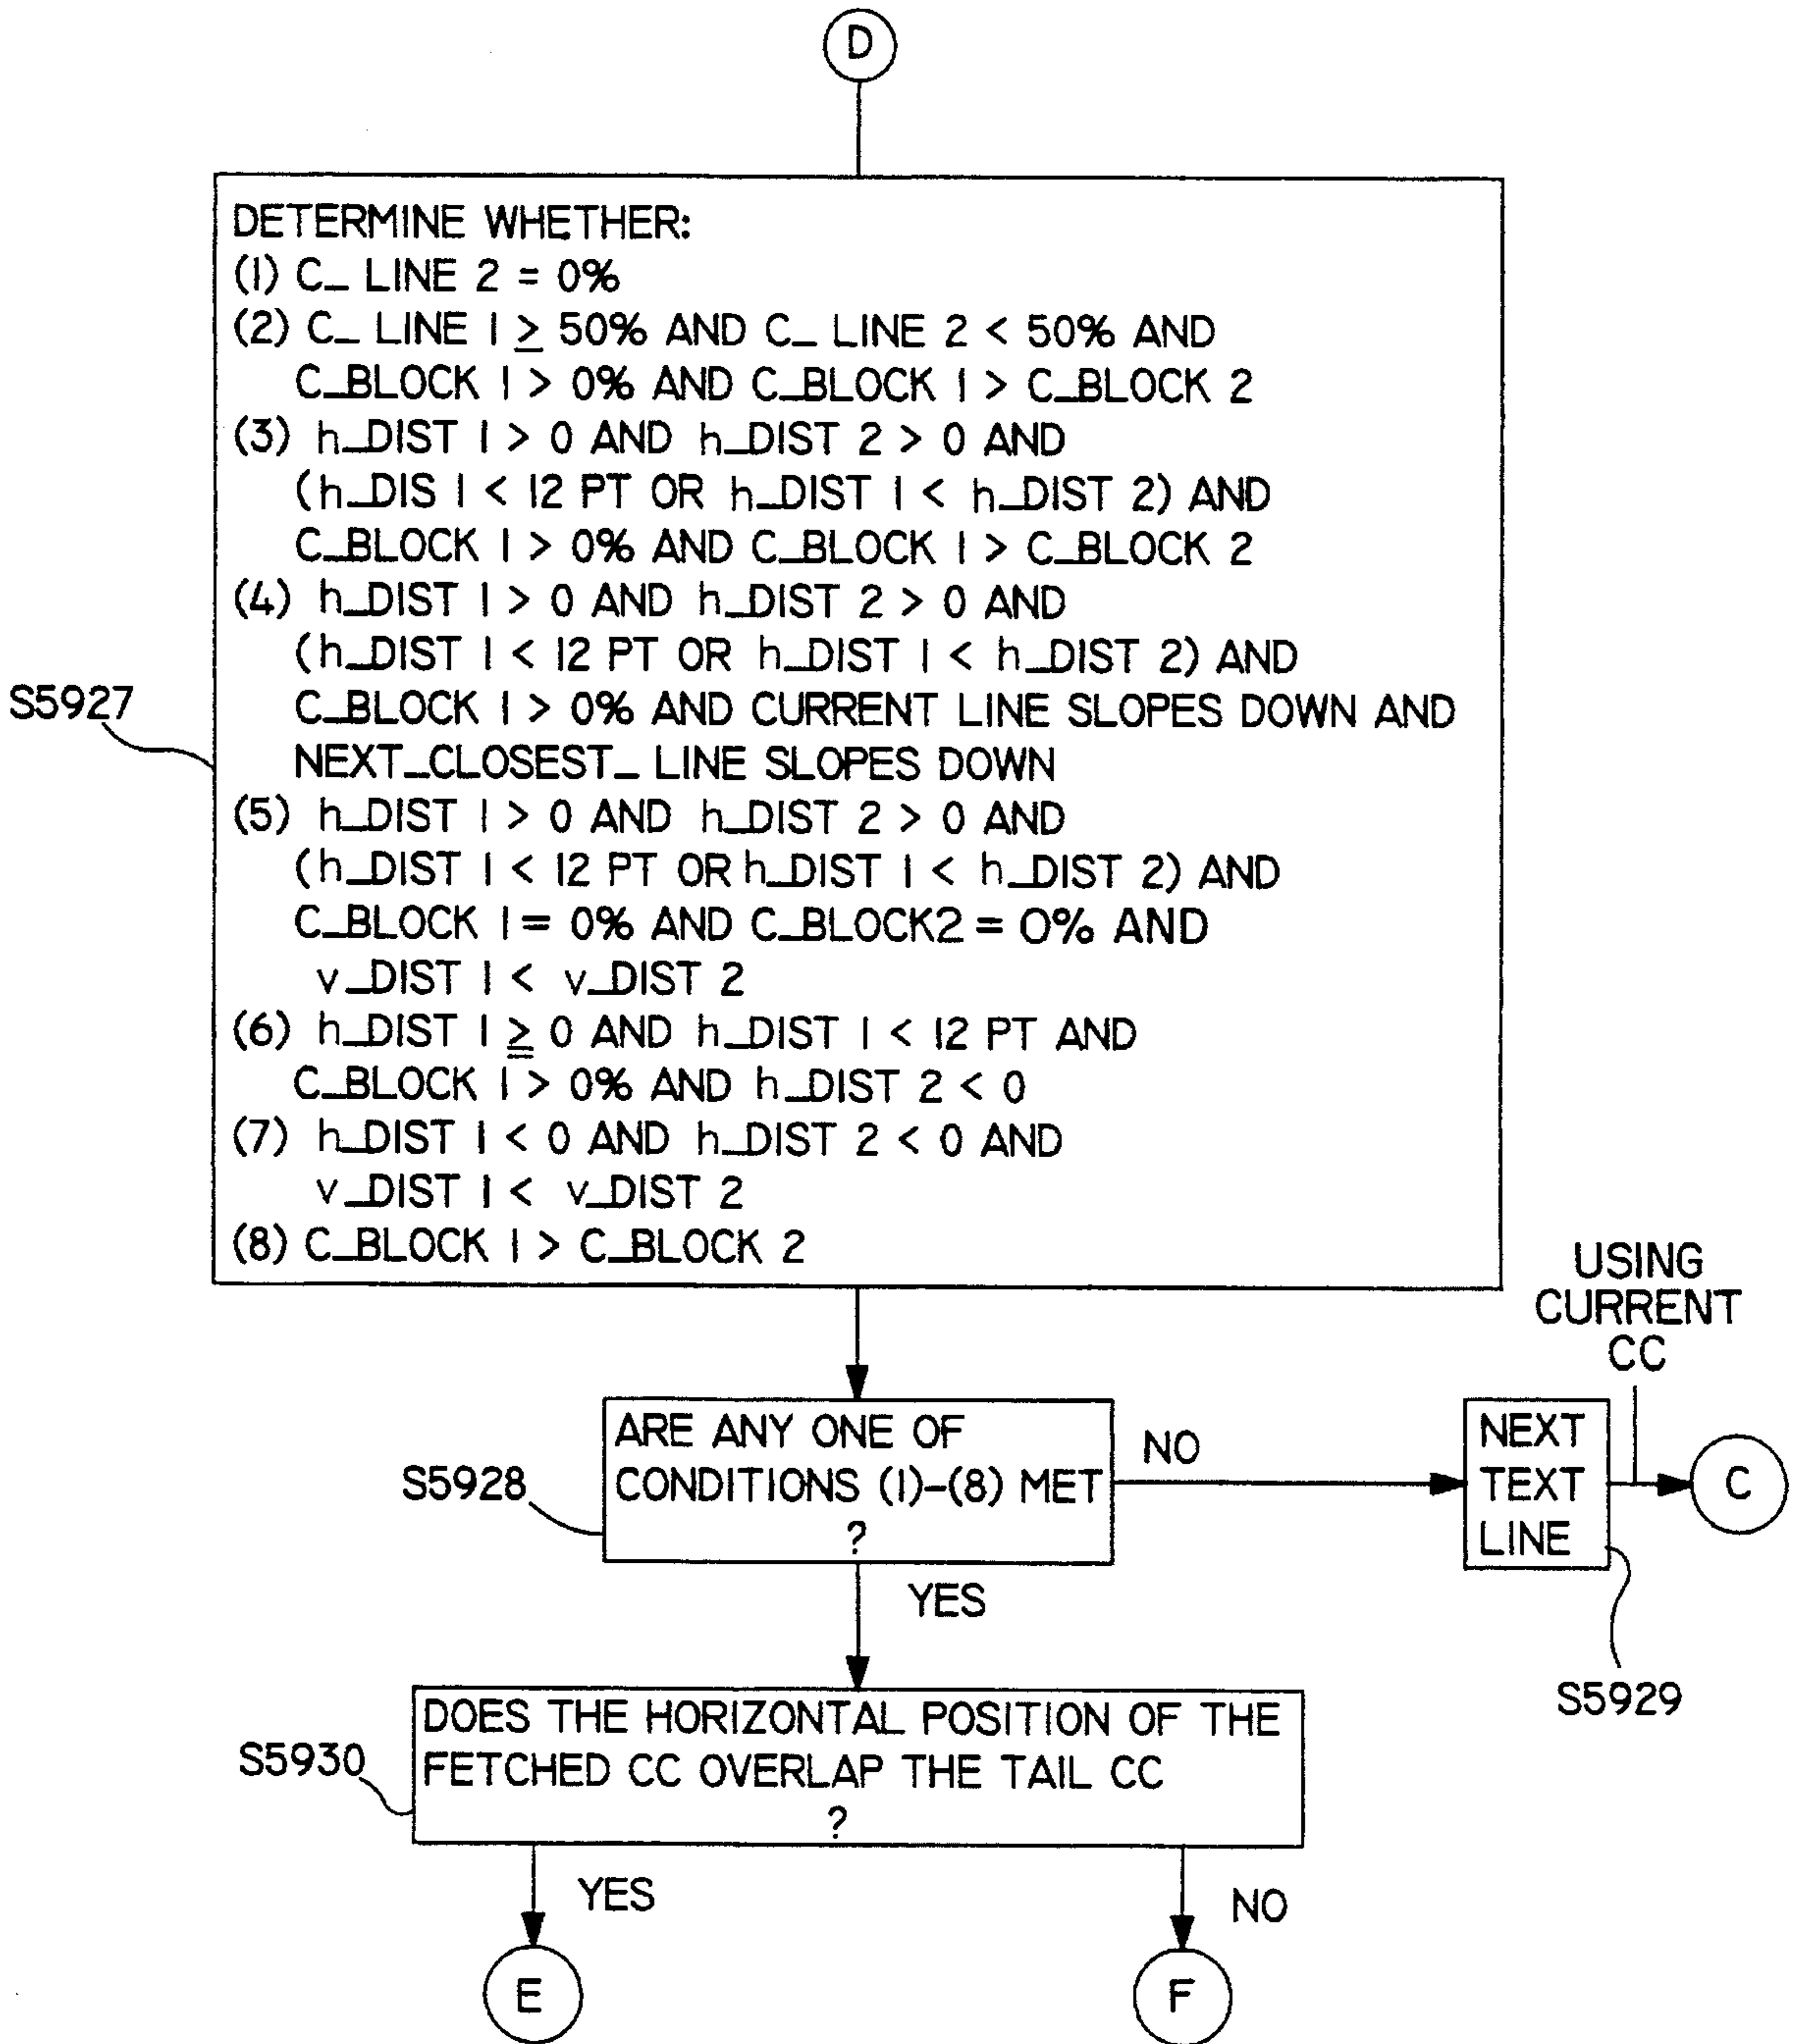 D
DETERMINE WHETHER:
(1) C_ LINE 2 = 0%
(2) C_ LINE 1 ≥ 50% AND C_ LINE 2 < 50% AND
C_BLOCK 1 > 0% AND C_BLOCK 1 > C_BLOCK 2
(3) h_DIST 1 > 0 AND h_DIST 2 > 0 AND
(h_DIS 1 < 12 PT OR h_DIST 1 < h_DIST 2) AND
C_BLOCK 1 > 0% AND C_BLOCK 1 > C_BLOCK 2
(4) h_DIST 1 > 0 AND h_DIST 2 > 0 AND
(h_DIST 1 < 12 PT OR h_DIST 1 < h_DIST 2) AND
C_BLOCK 1 > 0% AND CURRENT LINE SLOPES DOWN AND
NEXT_CLOSEST_ LINE SLOPES DOWN
(5) h_DIST 1 > 0 AND h_DIST 2 > 0 AND
(h_DIST 1 < 12 PT OR h_DIST 1 < h_DIST 2) AND
C_BLOCK 1 = 0% AND C_BLOCK2 = 0% AND
v_DIST 1 < v_DIST 2
(6) h_DIST 1 ≧ 0 AND h_DIST 1 < 12 PT AND
C_BLOCK 1 > 0% AND h_DIST 2 < 0
(7) h_DIST 1 < 0 AND h_DIST 2 < 0 AND
v_DIST 1 < v_DIST 2
(8) C_BLOCK 1 > C_BLOCK 2
S5927
USING
CURRENT
CC
ARE ANY ONE OF
CONDITIONS (1)-(8) MET
?
S5928
NO
NEXT
TEXT
LINE
C
YES
S5929
DOES THE HORIZONTAL POSITION OF THE
FETCHED CC OVERLAP THE TAIL CC
?
S5930
YES
NO
E
F